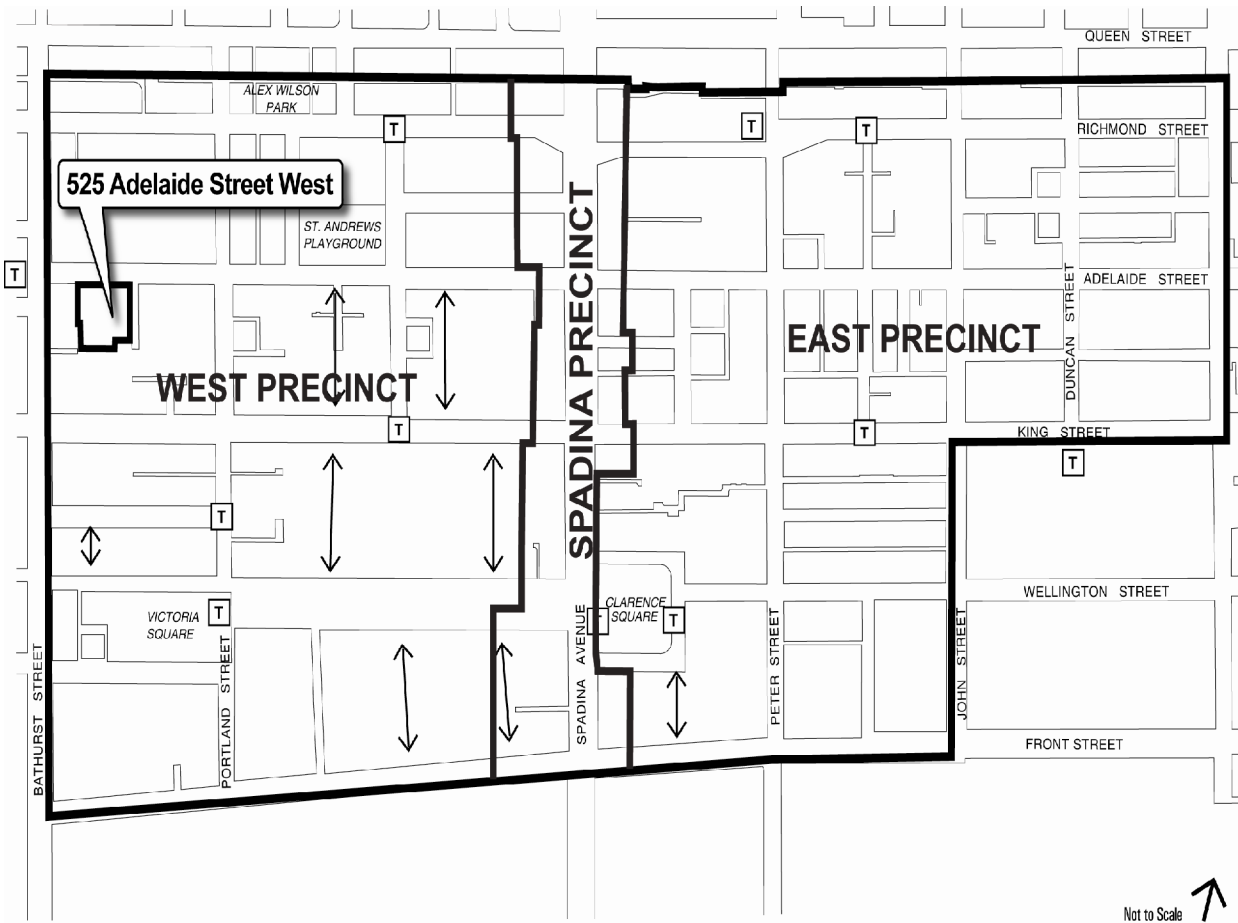 QUEEN STREET
ALEX WILSON
PARK
T
T
T
RICHMOND STREET
525 Adelaide Street West
ST. ANDREWS
PLAYGROUND
T
ADELAIDE STREET
SPADINA PRECINCT
DUNCAN STREET
EAST PRECINCT
WEST PRECINCT
T
T
KING STREET
T
T
WELLINGTON STREET
VICTORIA
SQUARE
T
CLARENCE
SQUARE
T
T
BATHURST STREET
PORTLAND STREET
SPADINA AVENUE
PETER STREET
JOHN STREET
FRONT STREET
Not to Scale